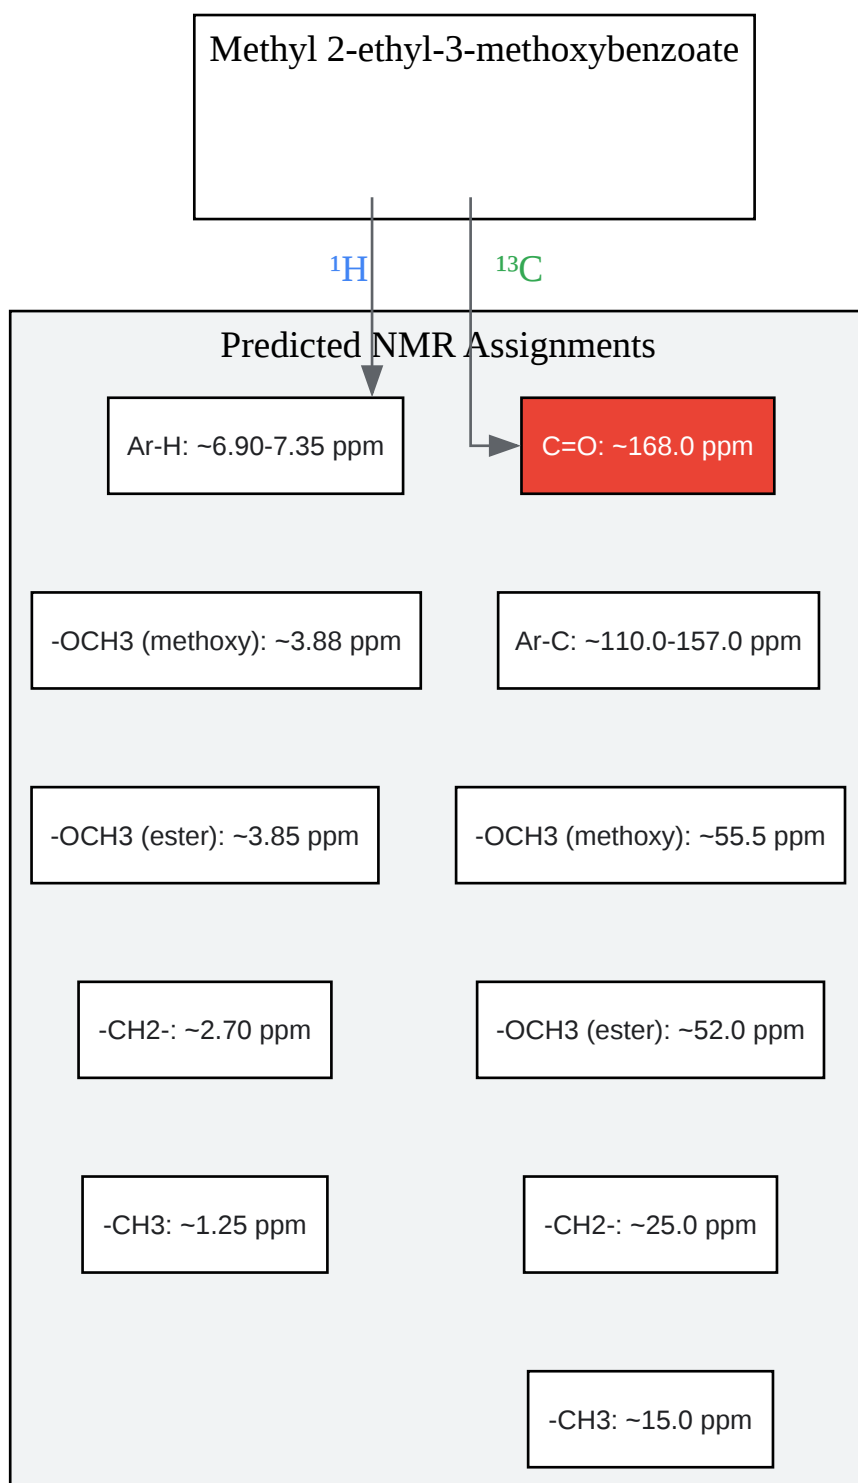 Methyl 2-ethyl-3-methoxybenzoate
¹H
¹³C
Predicted NMR Assignments
Ar-H: ~6.90-7.35 ppm
C=O: ~168.0 ppm
-OCH3 (methoxy): ~3.88 ppm
Ar-C: ~110.0-157.0 ppm
-OCH3 (ester): ~3.85 ppm
-OCH3 (methoxy): ~55.5 ppm
-CH2-: ~2.70 ppm
-OCH3 (ester): ~52.0 ppm
-CH3: ~1.25 ppm
-CH2-: ~25.0 ppm
-CH3: ~15.0 ppm